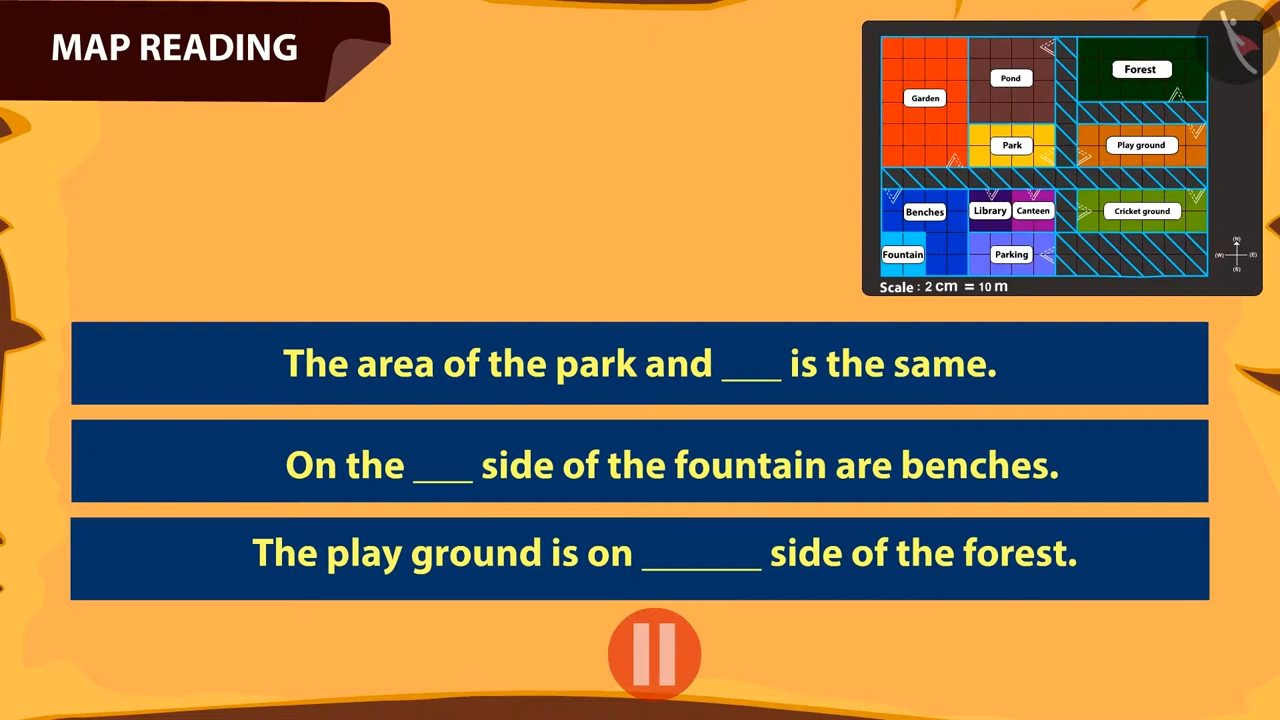 MAP READING
Forest
Pond
Garden
Park
Play ground
Benches
Library
Canteen
Cricket ground
Fountain
Parking
(N)
(W)
(E)
(S)
Scale : 2 cm = 10 m
The area of the park and ___ is the same.
On the ___ side of the fountain are benches.
The play ground is on ______ side of the forest.